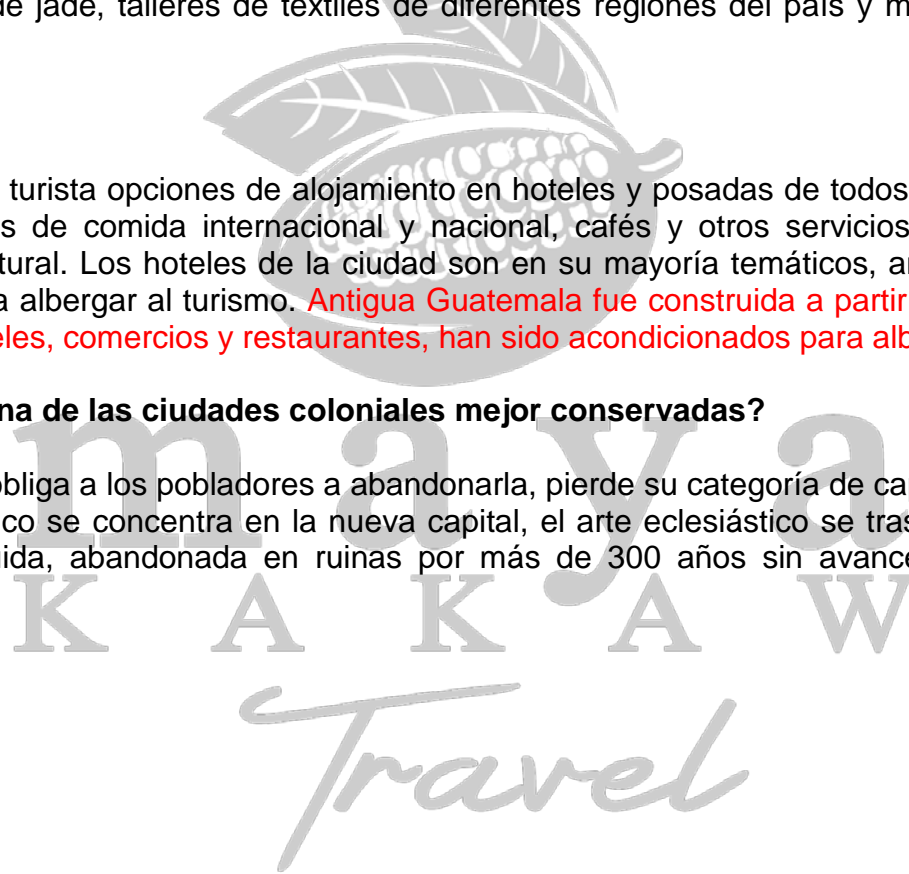 de jade, talleres de textiles de diferentes regiones del país y m
turista opciones de alojamiento en hoteles y posadas de todos
s de comida internacional y nacional, cafés y otros servicios
tural. Los hoteles de la ciudad son en su mayoría temáticos, a
a albergar al turismo. Antigua Guatemala fue construida a partir
eles, comercios y restaurantes, han sido acondicionados para alb
na de las ciudades coloniales mejor conservadas?
obliga a los pobladores a abandonarla, pierde su categoría de ca
ico se concentra en la nueva capital, el arte eclesiástico se tras
uida, abandonada en ruinas por más de 300 años sin avance
maya
KAKAW
Travel